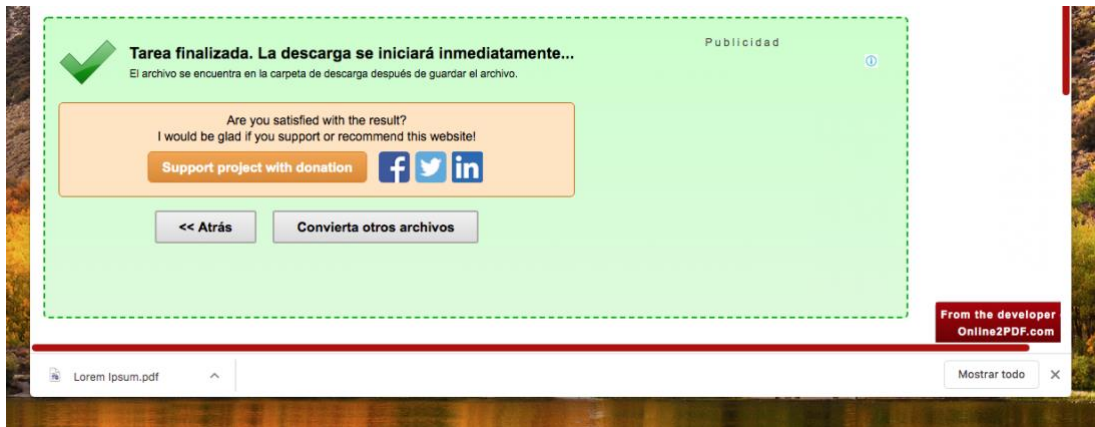 Tarea finalizada. La descarga se iniciará inmediatamente...
El archivo se encuentra en la carpeta de descarga después de guardar el archivo.
Publicidad
Are you satisfied with the result?
I would be glad if you support or recommend this website!
Support project with donation
<< Atrás
Convierta otros archivos
From the developer
Online2PDF.com
Lorem Ipsum.pdf
Mostrar todo